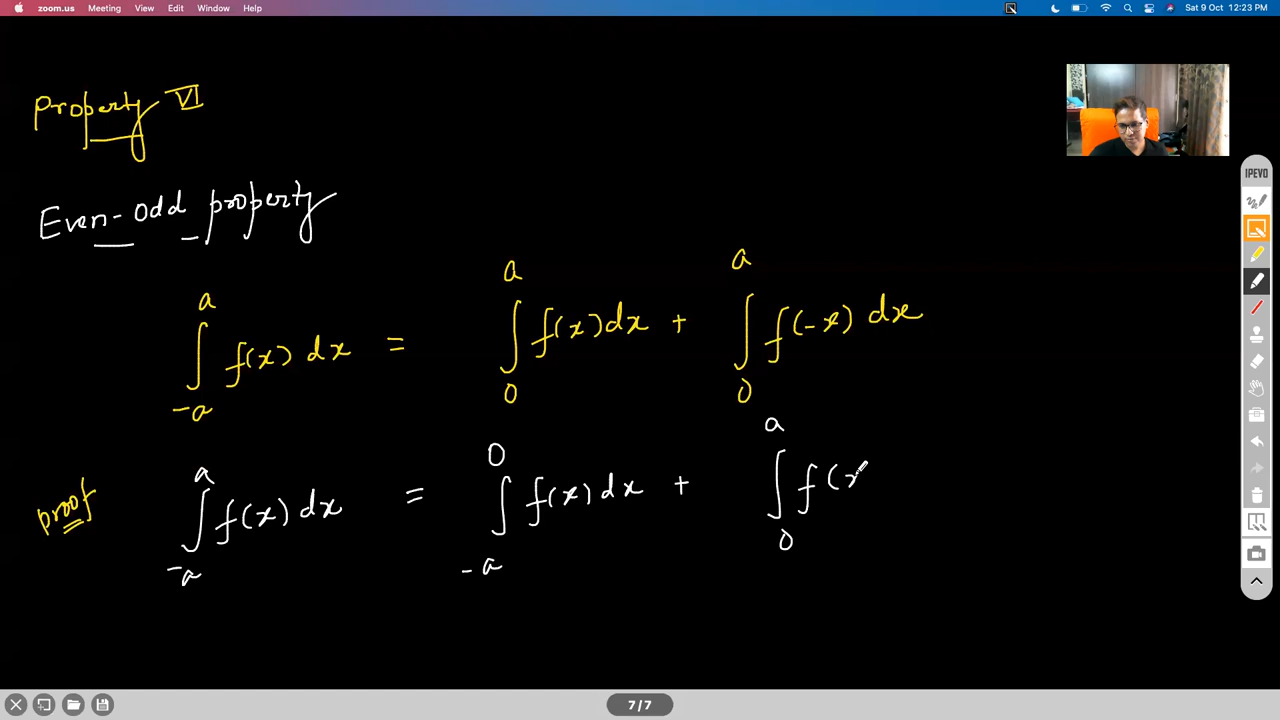 zoom.us Meeting View Edit Window Help Sat 9 Oct 12:23 PM
Property VI
IPEVO
Even-odd property
∫_{-a}^{a} f(x) dx = ∫_{0}^{a} f(x) dx + ∫_{0}^{a} f(-x) dx
proof ∫_{-a}^{a} f(x) dx = ∫_{-a}^{0} f(x) dx + ∫_{0}^{a} f(x
7/7